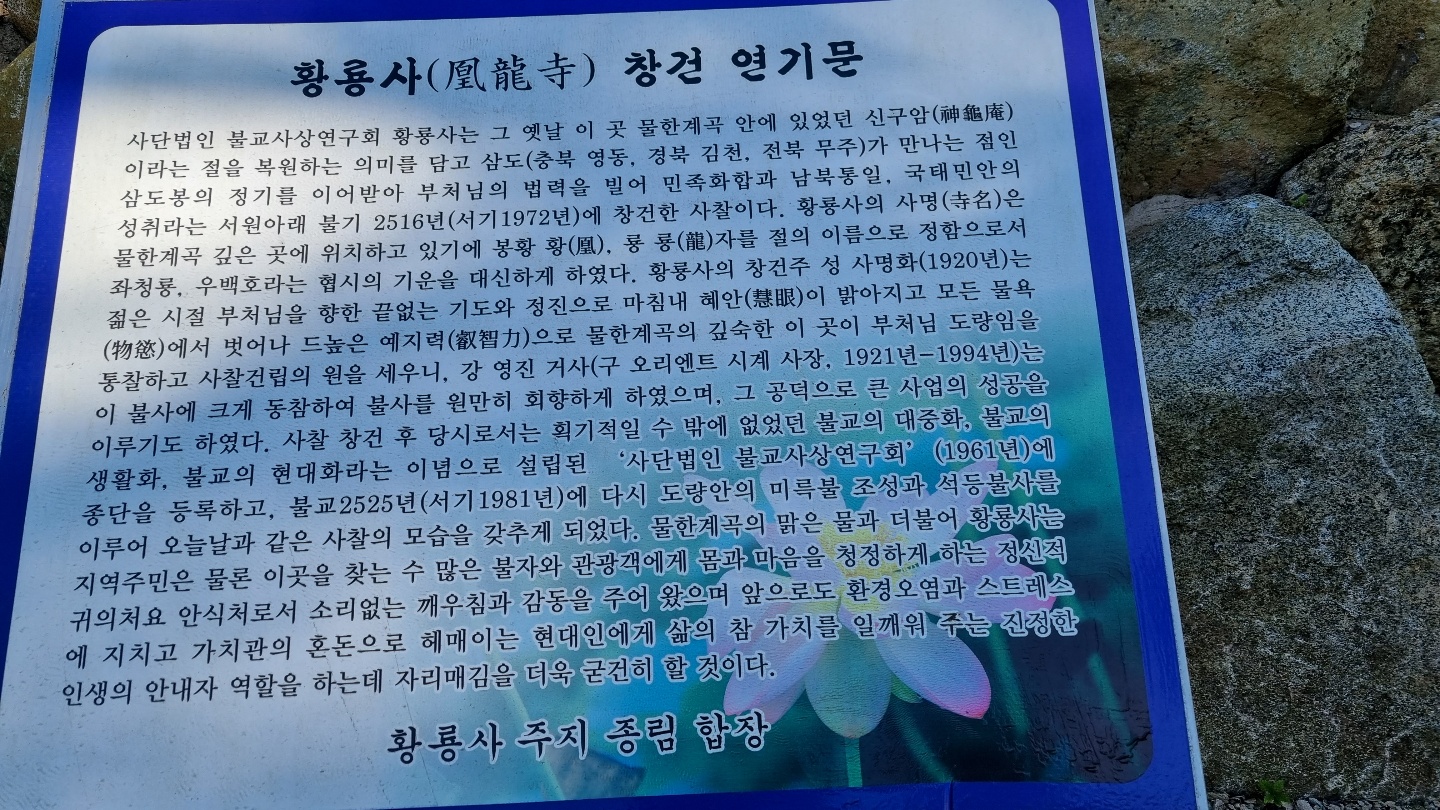 황룡사(凰龍寺) 창건 연기문
사단법인 불교사상연구회 황룡사는 그 옛날 이 곳 물한계곡 안에 있었던 신구암(神龜庵)
이라는 절을 복원하는 의미를 담고 삼도(충북 영동, 경북 김천, 전북 무주)가 만나는 점인
삼도봉의 정기를 이어받아 부처님의 법력을 빌어 민족화합과 남북통일, 국태민안의
성취라는 서원아래 불기 2516년(서기1972년)에 창건한 사찰이다. 황룡사의 사명(寺名)은
물한계곡 깊은 곳에 위치하고 있기에 봉황 황(凰), 룡 룡(龍)자를 절의 이름으로 정함으로서
좌청룡, 우백호라는 협시의 기운을 대신하게 하였다. 황룡사의 창건주 성 사명화(1920년)는
젊은 시절 부처님을 향한 끝없는 기도와 정진으로 마침내 혜안(慧眼)이 밝아지고 모든 물욕
(物慾)에서 벗어나 드높은 예지력(叡智力)으로 물한계곡의 깊숙한 이 곳이 부처님 도량임을
통찰하고 사찰건립의 원을 세우니, 강 영진 거사(구 오리엔트 시계 사장, 1921년-1994년)는
이 불사에 크게 동참하여 불사를 원만히 회향하게 하였으며, 그 공덕으로 큰 사업의 성공을
이루기도 하였다. 사찰 창건 후 당시로서는 획기적일 수 밖에 없었던 불교의 대중화, 불교의
생활화, 불교의 현대화라는 이념으로 설립된 ‘사단법인 불교사상연구회’ (1961년)에
종단을 등록하고, 불교2525년(서기1981년)에 다시 도량안의 미륵불 조성과 석등불사를
이루어 오늘날과 같은 사찰의 모습을 갖추게 되었다. 물한계곡의 맑은 물과 더불어 황룡사는
지역주민은 물론 이곳을 찾는 수 많은 불자와 관광객에게 몸과 마음을 청정하게 하는 정신적
귀의처요 안식처로서 소리없는 깨우침과 감동을 주어 왔으며 앞으로도 환경오염과 스트레스
에 지치고 가치관의 혼돈으로 헤매이는 현대인에게 삶의 참 가치를 일깨워 주는 진정한
인생의 안내자 역할을 하는데 자리매김을 더욱 굳건히 할 것이다.
황룡사 주지 종림 합장